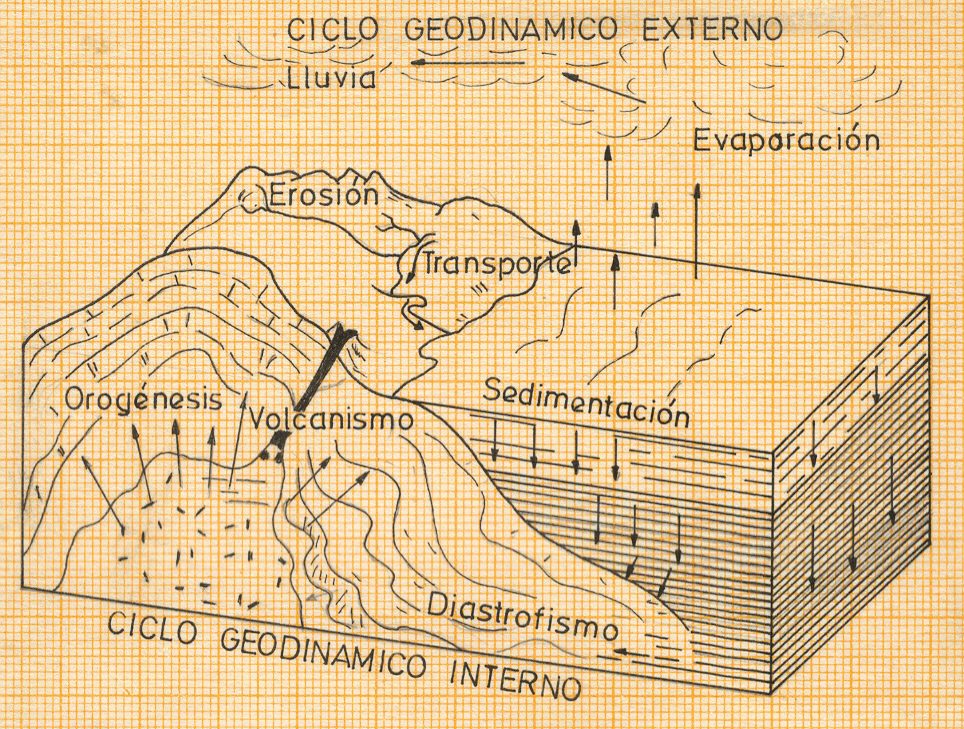 CICLO GEODINAMICO EXTERNO
Lluvia
Evaporación
Erosión
Transporte
Sedimentación
Orogénesis
Volcanismo
Diastrofismo
CICLO GEODINAMICO INTERNO